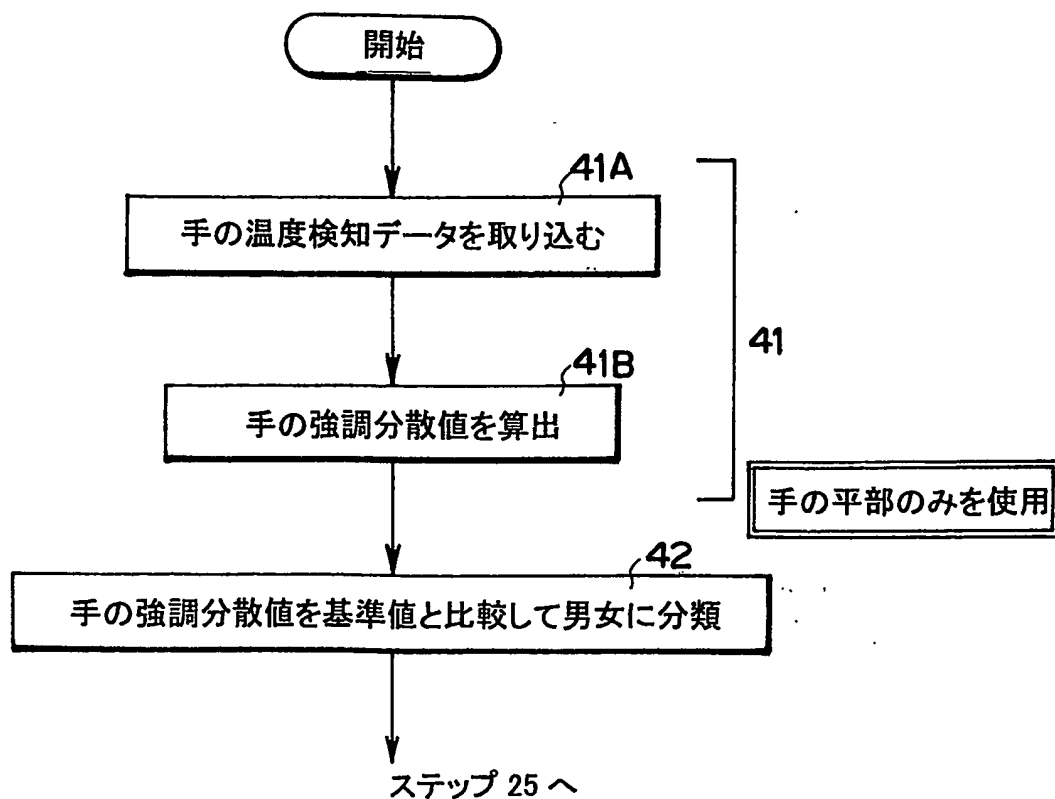 開始
41A
手の温度検知データを取り込む
41
41B
手の強調分散値を算出
手の平部のみを使用
42
手の強調分散値を基準値と比較して男女に分類
ステップ 25 へ